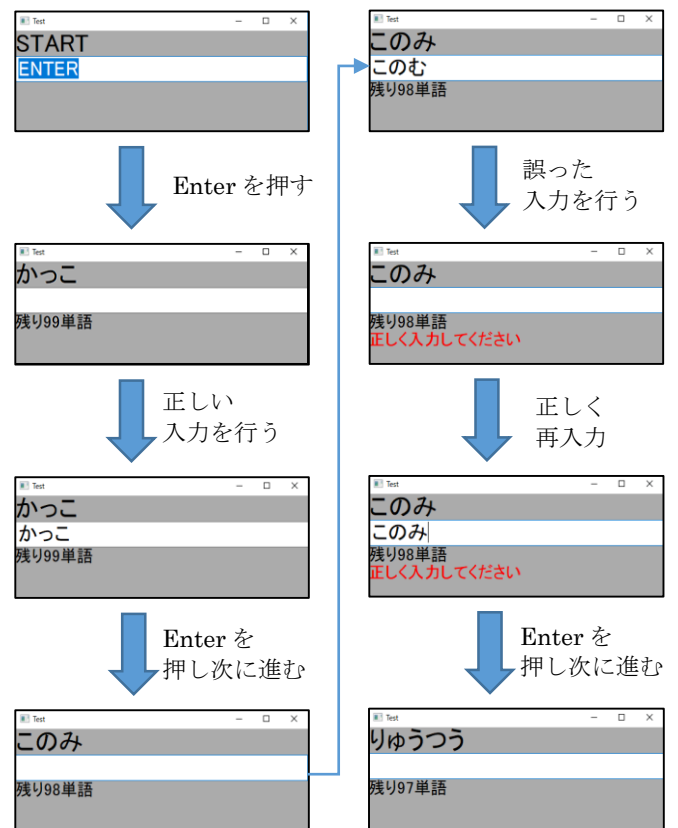 Test
START
ENTER
Enter を押す
Test
かっこ
残り99単語
正しい
入力を行う
Test
かっこ
かっこ
残り99単語
Enter を
押し次に進む
Test
このみ
残り98単語
Test
このみ
このむ
残り98単語
誤った
入力を行う
Test
このみ
残り98単語
正しく入力してください
正しく
再入力
Test
このみ
このみ
残り98単語
正しく入力してください
Enter を
押し次に進む
Test
りゅうつう
残り97単語